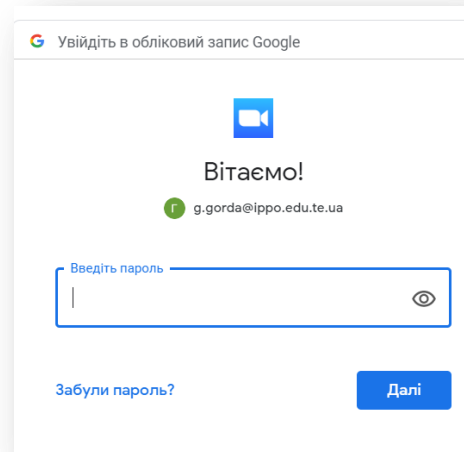 Увійдіть в обліковий запис Google
Вітаємо!
Г g.gorda@ippo.edu.te.ua
Введіть пароль
Забули пароль?
Далі